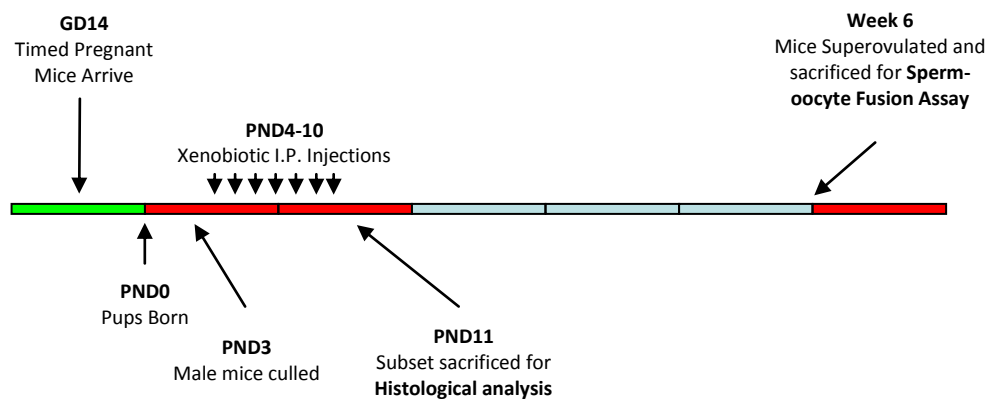 GD14
Timed Pregnant
Mice Arrive
Week 6
Mice Superovulated and
sacrificed for Sperm-
oocyte Fusion Assay
PND4-10
Xenobiotic I.P. Injections
PND0
Pups Born
PND3
Male mice culled
PND11
Subset sacrificed for
Histological analysis